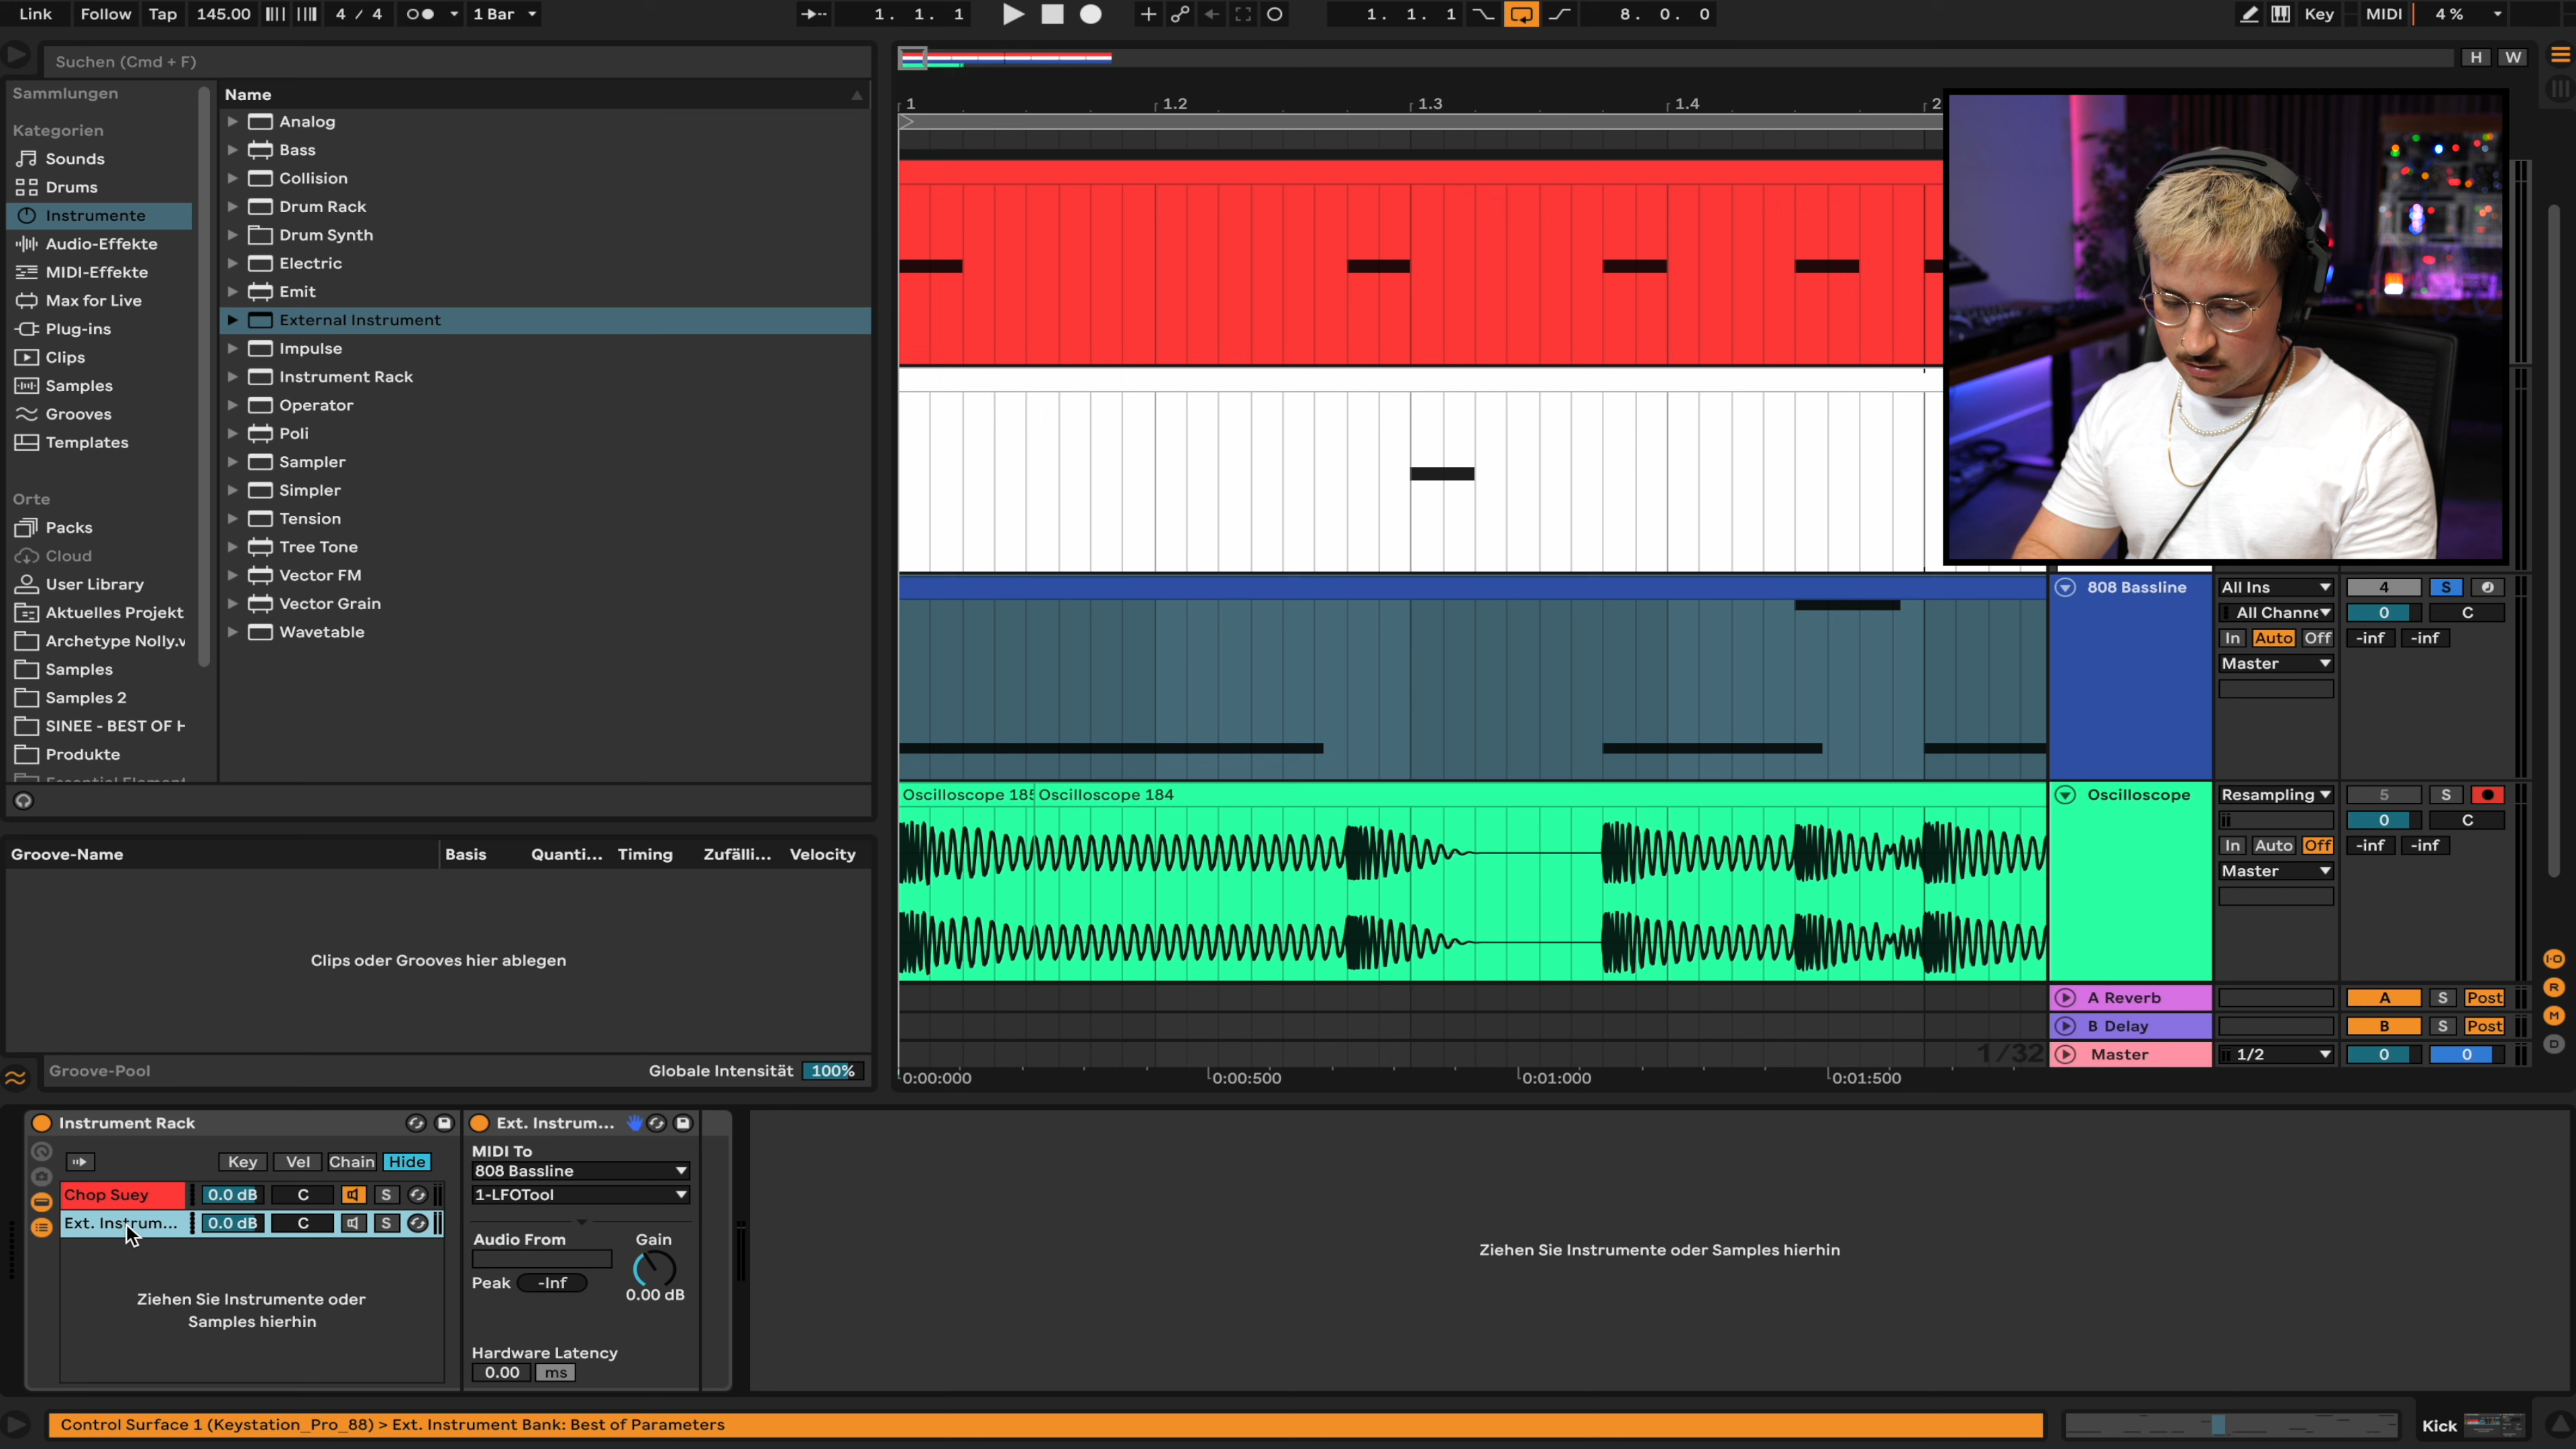 Link Follow Tap 145.00 4 / 4 1 Bar 1. 1. 1 1. 1. 1 8. 0. 0 Key MIDI 4 %
Suchen (Cmd + F)
H W
Sammlungen
Kategorien
Sounds
Drums
Instrumente
Audio-Effekte
MIDI-Effekte
Max for Live
Plug-ins
Clips
Samples
Grooves
Templates
Orte
Packs
Cloud
User Library
Aktuelles Projekt
Archetype Nolly.v
Samples
Samples 2
SINEE - BEST OF H
Produkte
Name
Analog
Bass
Collision
Drum Rack
Drum Synth
Electric
Emit
External Instrument
Impulse
Instrument Rack
Operator
Poli
Sampler
Simpler
Tension
Tree Tone
Vector FM
Vector Grain
Wavetable
1 1.2 1.3 1.4 2
808 Bassline All Ins 4 S
All Channe 0 C
In Auto Off -inf -inf
Master
Oscilloscope 185 Oscilloscope 184 Oscilloscope Resampling 5 S
0 C
In Auto Off -inf -inf
Master
A Reverb A S Post
B Delay B S Post
1/32 Master 1/2 0 0
0:00:000 0:00:500 0:01:000 0:01:500
Groove-Name Basis Quanti... Timing Zufälli... Velocity
Clips oder Grooves hier ablegen
Groove-Pool Globale Intensität 100%
I·O
R
M
D
Instrument Rack
Key Vel Chain Hide
Chop Suey 0.0 dB C S
Ext. Instrum... 0.0 dB C S
Ziehen Sie Instrumente oder
Samples hierhin
Ext. Instrum...
MIDI To
808 Bassline
1-LFOTool
Audio From Gain
Peak -Inf
0.00 dB
Hardware Latency
0.00 ms
Ziehen Sie Instrumente oder Samples hierhin
Control Surface 1 (Keystation_Pro_88) > Ext. Instrument Bank: Best of Parameters
Kick